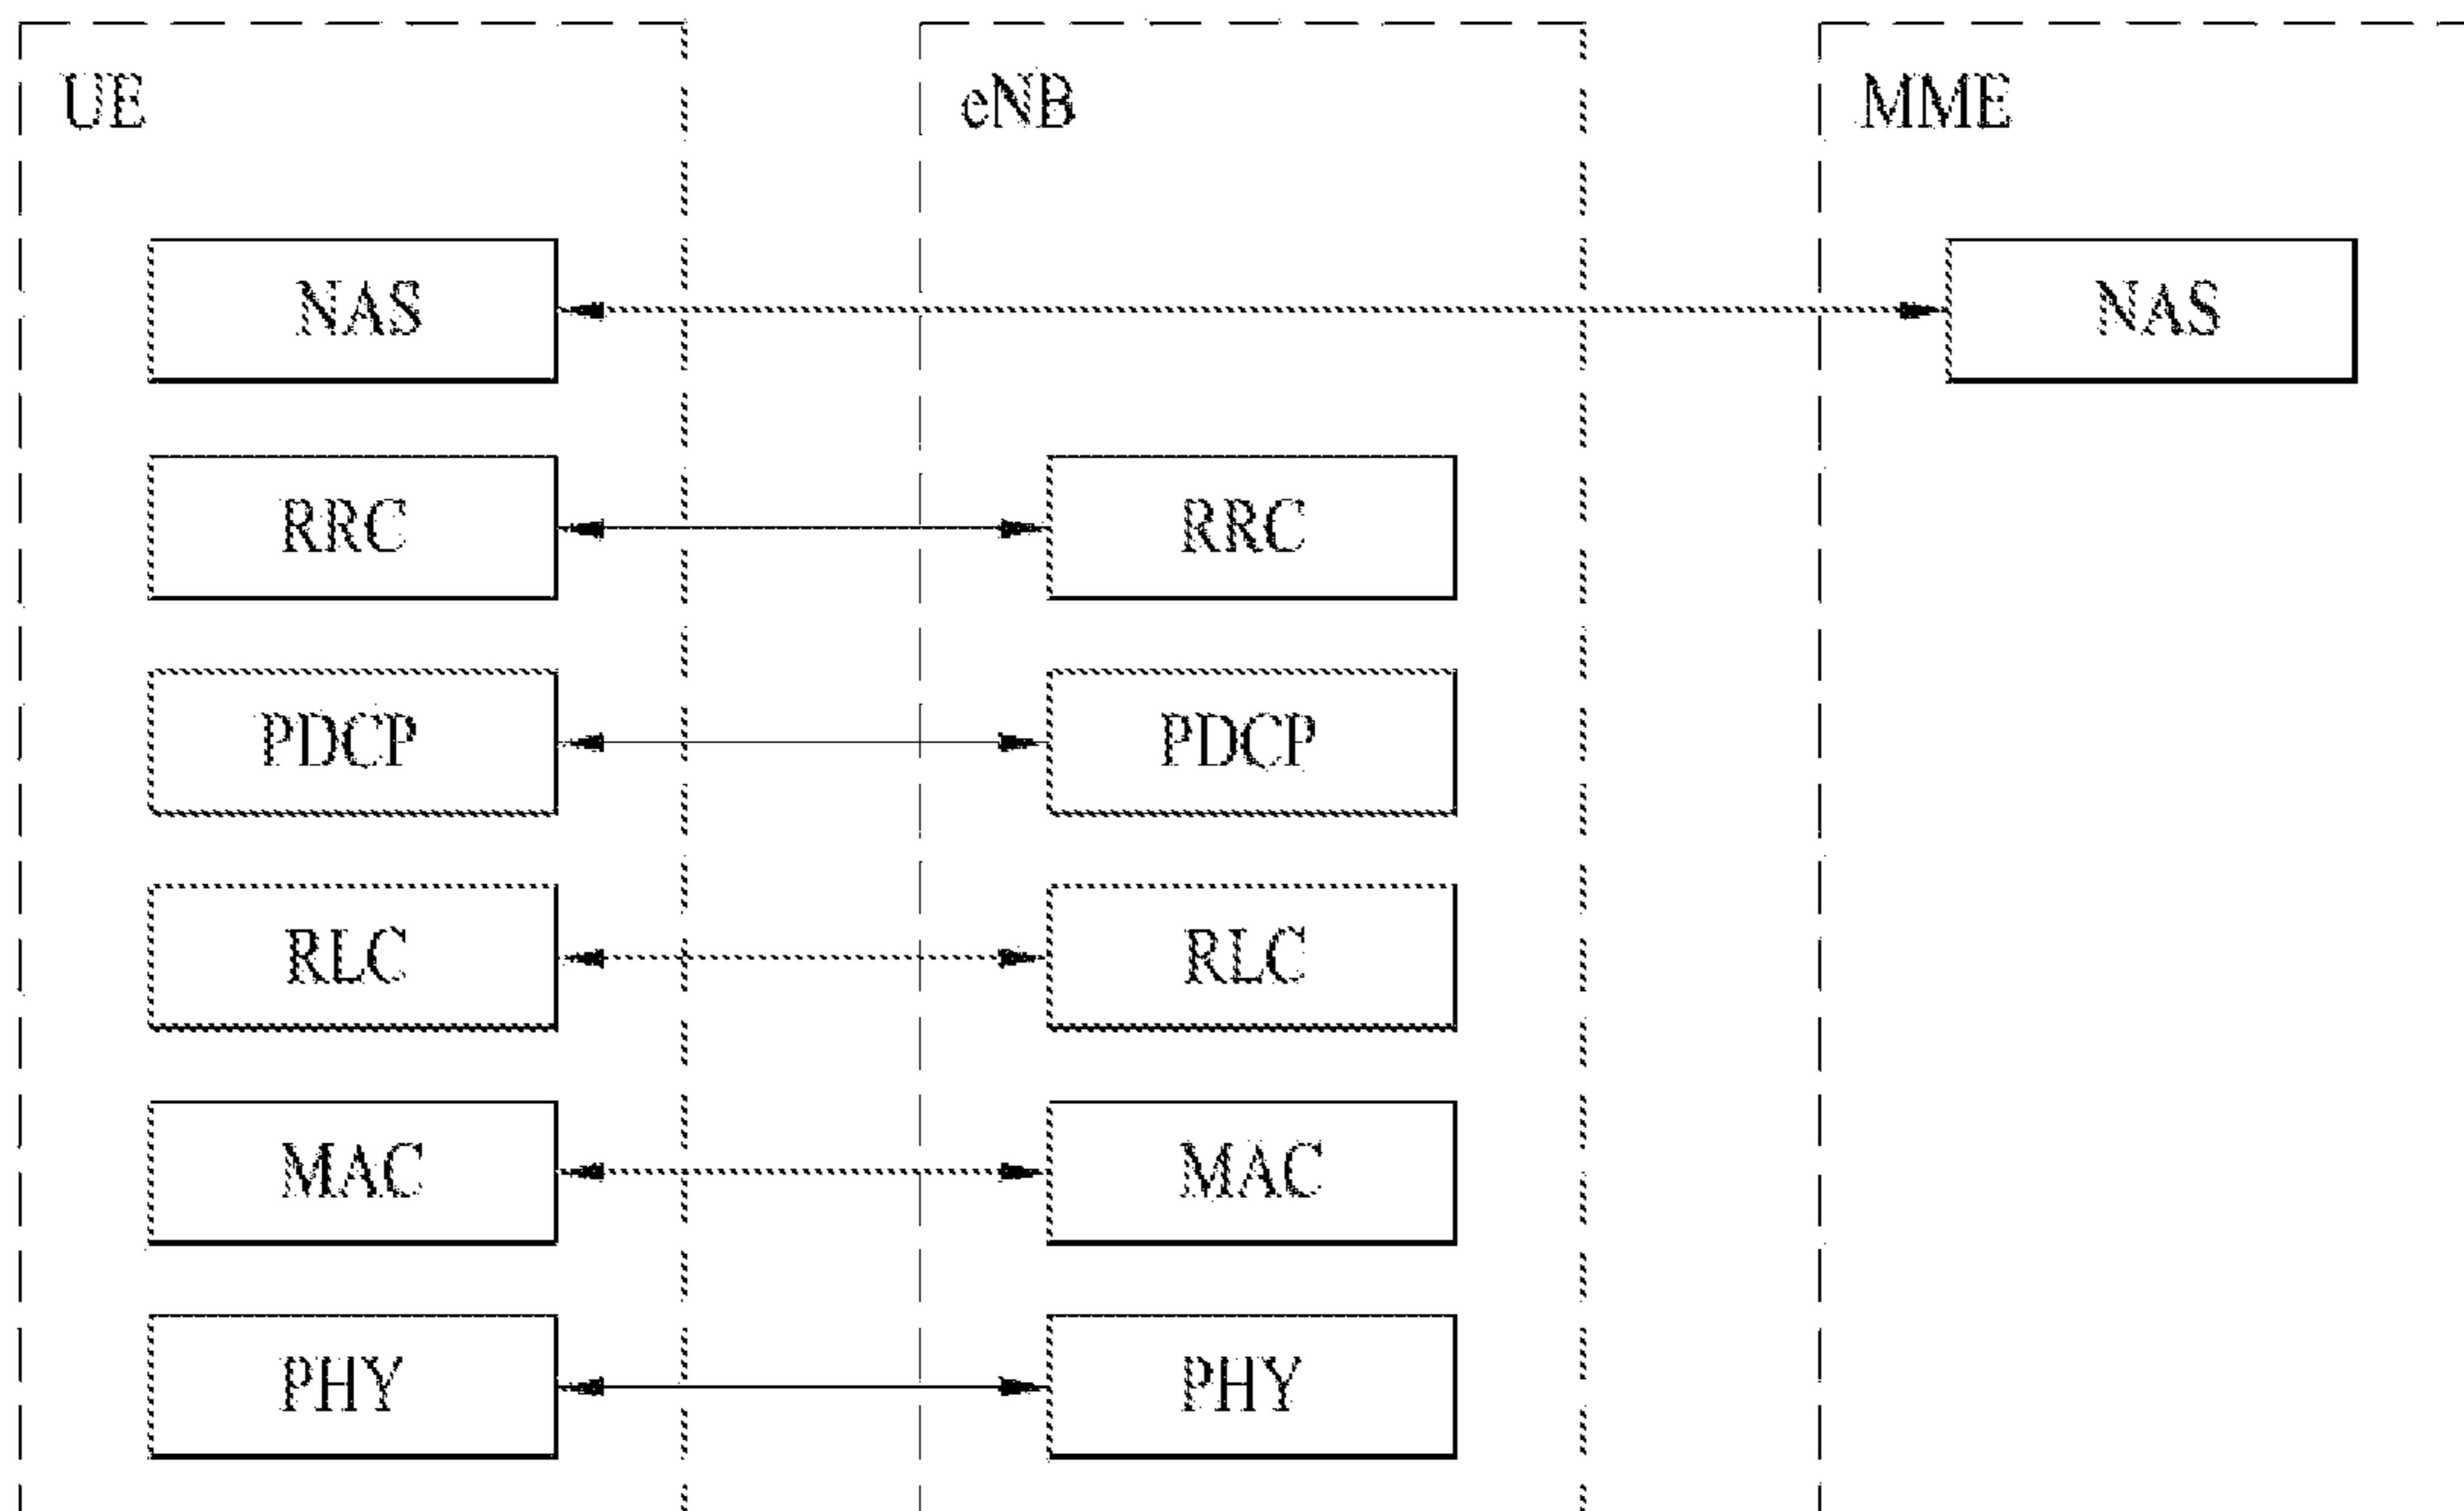 UE eNB MME
NAS NAS
RRC RRC
PDCP PDCP
RLC RLC
MAC MAC
PHY PHY